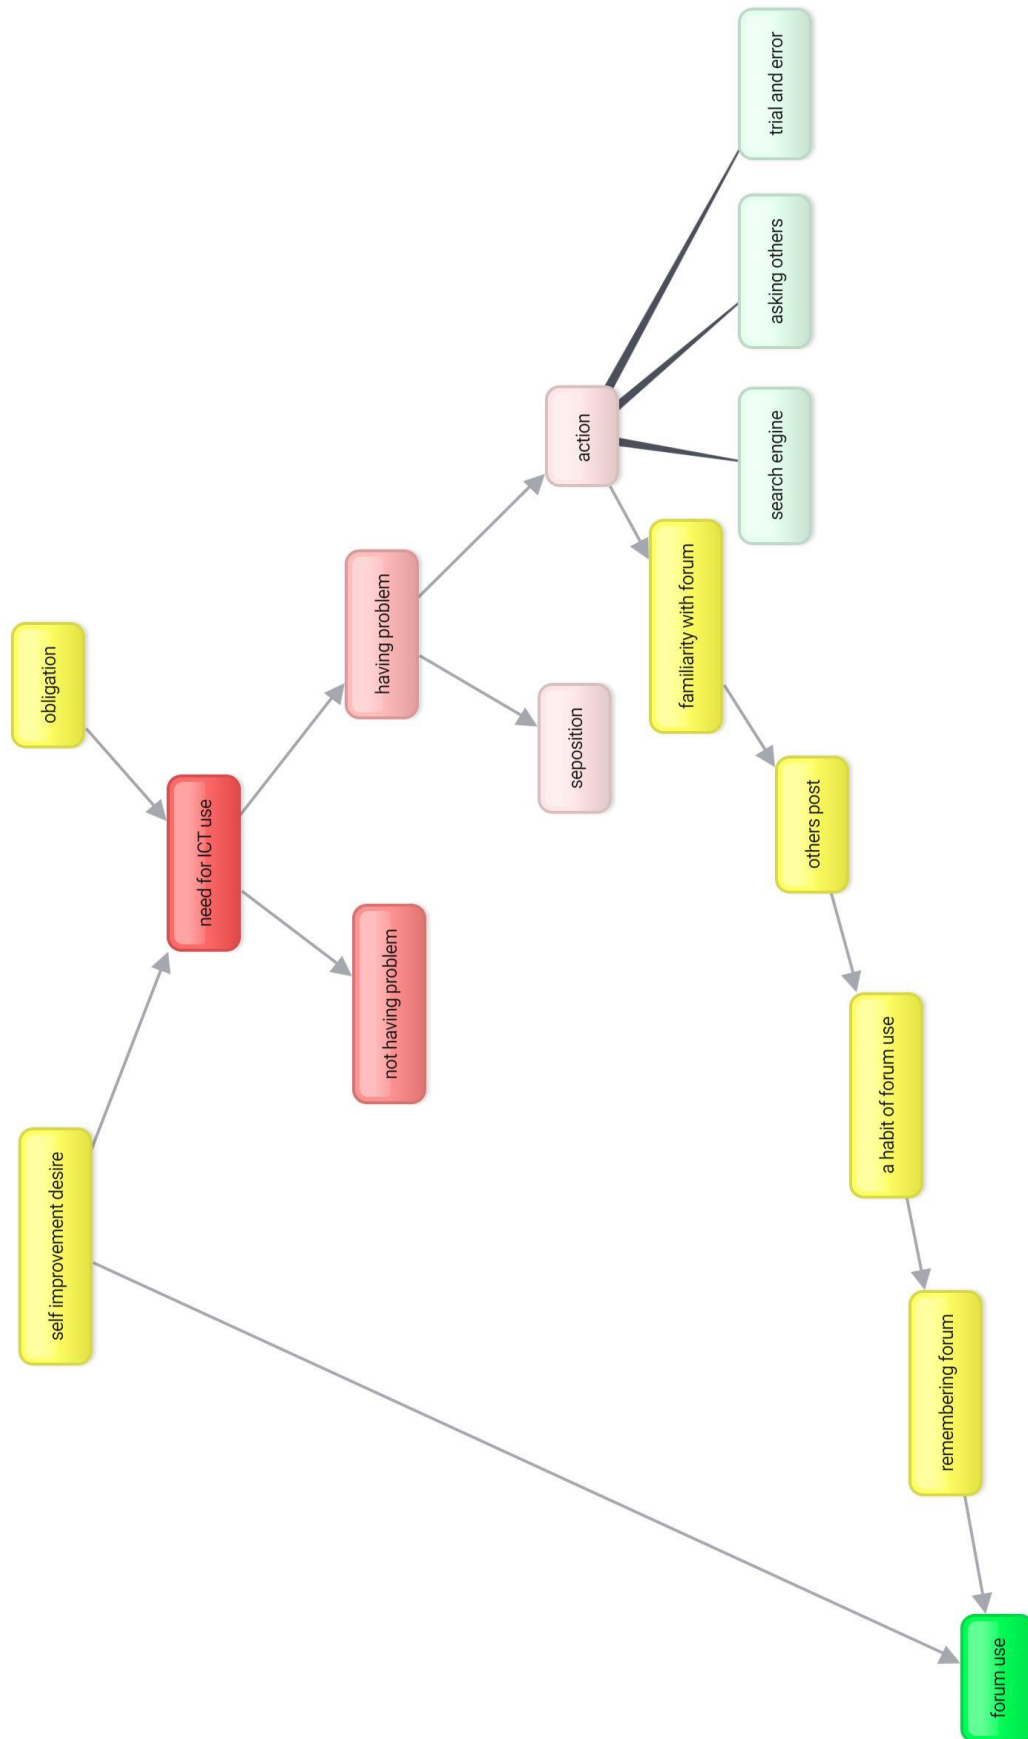 obligation
self improvement desire
need for ICT use
having problem
not having problem
action
seposition
trial and error
asking others
search engine
familiarity with forum
others post
a habit of forum use
remembering forum
forum use